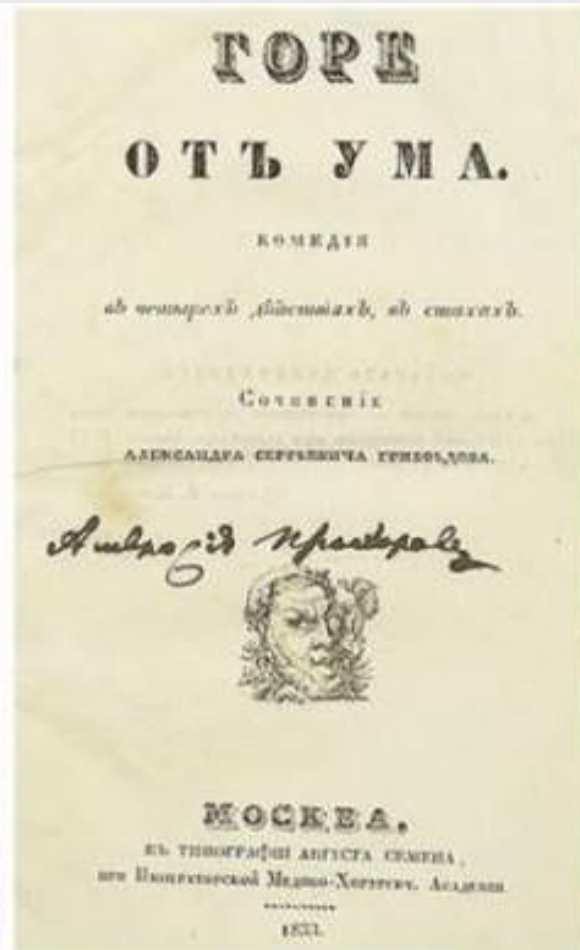 ГОРЕ
ОТЪ УМА.
КОМЕДІЯ
въ четырехъ дѣйствіяхъ, въ стихахъ.
Сочиненіе
АЛЕКСАНДРА СЕРГѢЕВИЧА ГРИБОѢДОВА.
Амвросій
МОСКВА.
ВЪ ТИПОГРАФІИ АВГУСТА СЕМЕНА,
при Императорской Медико-Хирургич. Академіи
1833.